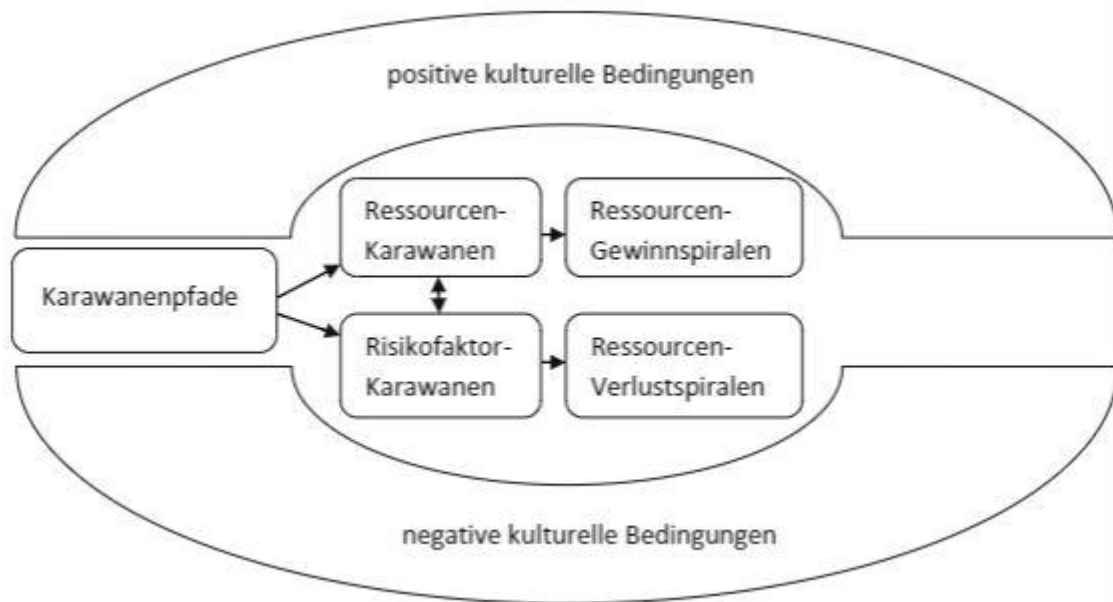 positive kulturelle Bedingungen
Ressourcen-
Karawanen
Ressourcen-
Gewinnspiralen
Karawanenpfade
Risikofaktor-
Karawanen
Ressourcen-
Verlustspiralen
negative kulturelle Bedingungen